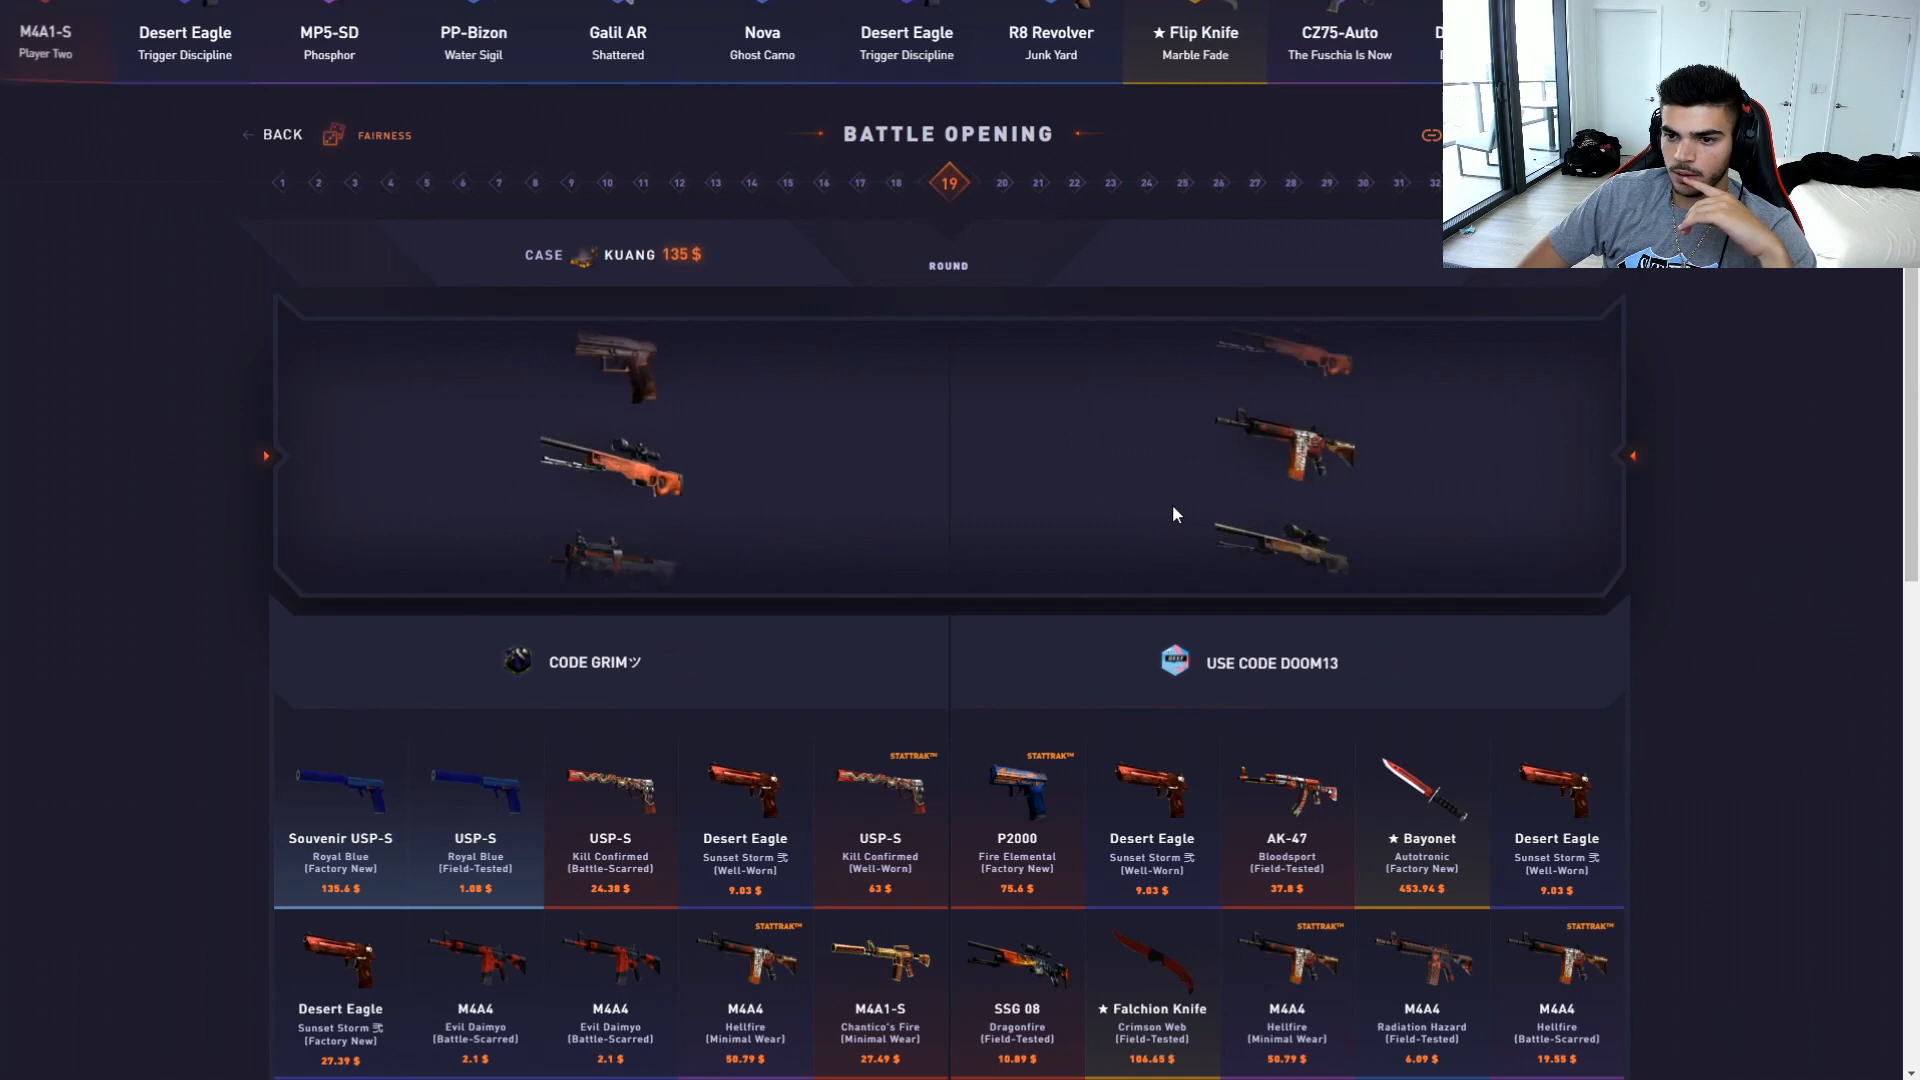 M4A1-S
Player Two
Desert Eagle
Trigger Discipline
MP5-SD
Phosphor
PP-Bizon
Water Sigil
Galil AR
Shattered
Nova
Ghost Camo
Desert Eagle
Trigger Discipline
R8 Revolver
Junk Yard
★ Flip Knife
Marble Fade
CZ75-Auto
The Fuschia Is Now
← BACK
FAIRNESS
BATTLE OPENING
1 2 3 4 5 6 7 8 9 10 11 12 13 14 15 16 17 18 19 20 21 22 23 24 25 26 27 28 29 30 31 32
CASE KUANG 135 $
ROUND
CODE GRIMツ
USE CODE DOOM13
Souvenir USP-S
Royal Blue
(Factory New)
135.6 $
USP-S
Royal Blue
(Field-Tested)
1.08 $
USP-S
Kill Confirmed
(Battle-Scarred)
24.38 $
Desert Eagle
Sunset Storm 弐
(Well-Worn)
9.03 $
STATTRAK™
USP-S
Kill Confirmed
(Well-Worn)
63 $
STATTRAK™
P2000
Fire Elemental
(Factory New)
75.6 $
Desert Eagle
Sunset Storm 弐
(Well-Worn)
9.03 $
AK-47
Bloodsport
(Field-Tested)
37.8 $
★ Bayonet
Autotronic
(Factory New)
453.94 $
Desert Eagle
Sunset Storm 弐
(Well-Worn)
9.03 $
Desert Eagle
Sunset Storm 弐
(Factory New)
27.39 $
M4A4
Evil Daimyo
(Battle-Scarred)
2.1 $
M4A4
Evil Daimyo
(Battle-Scarred)
2.1 $
STATTRAK™
M4A4
Hellfire
(Minimal Wear)
50.79 $
M4A1-S
Chantico's Fire
(Minimal Wear)
27.49 $
SSG 08
Dragonfire
(Field-Tested)
10.89 $
★ Falchion Knife
Crimson Web
(Field-Tested)
106.65 $
STATTRAK™
M4A4
Hellfire
(Minimal Wear)
50.79 $
M4A4
Radiation Hazard
(Field-Tested)
6.09 $
STATTRAK™
M4A4
Hellfire
(Battle-Scarred)
19.55 $